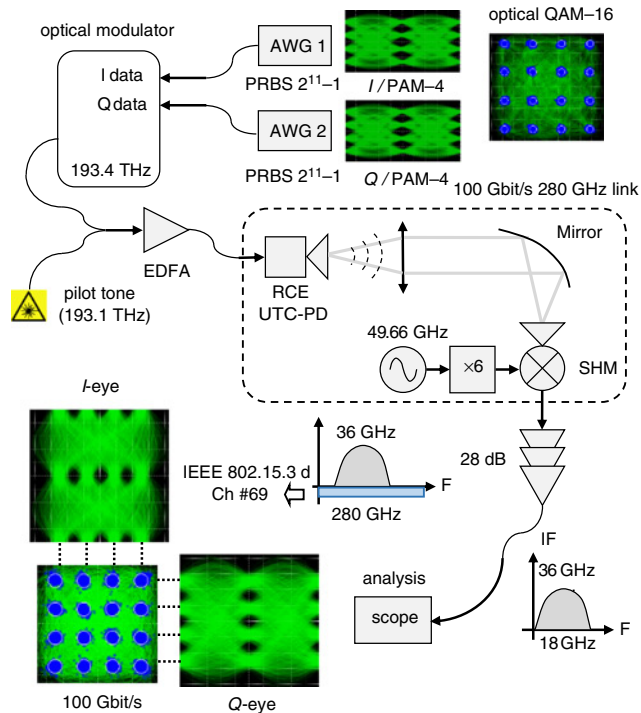 optical modulator
I data
Q data
193.4 THz
AWG 1
PRBS 2¹¹–1
I/PAM–4
AWG 2
PRBS 2¹¹–1
Q/PAM–4
optical QAM–16
100 Gbit/s 280 GHz link
EDFA
pilot tone
(193.1 THz)
RCE
UTC-PD
Mirror
49.66 GHz
×6
SHM
I-eye
36 GHz
IEEE 802.15.3 d
Ch #69
F
280 GHz
28 dB
IF
36 GHz
F
18 GHz
analysis
scope
100 Gbit/s
Q-eye